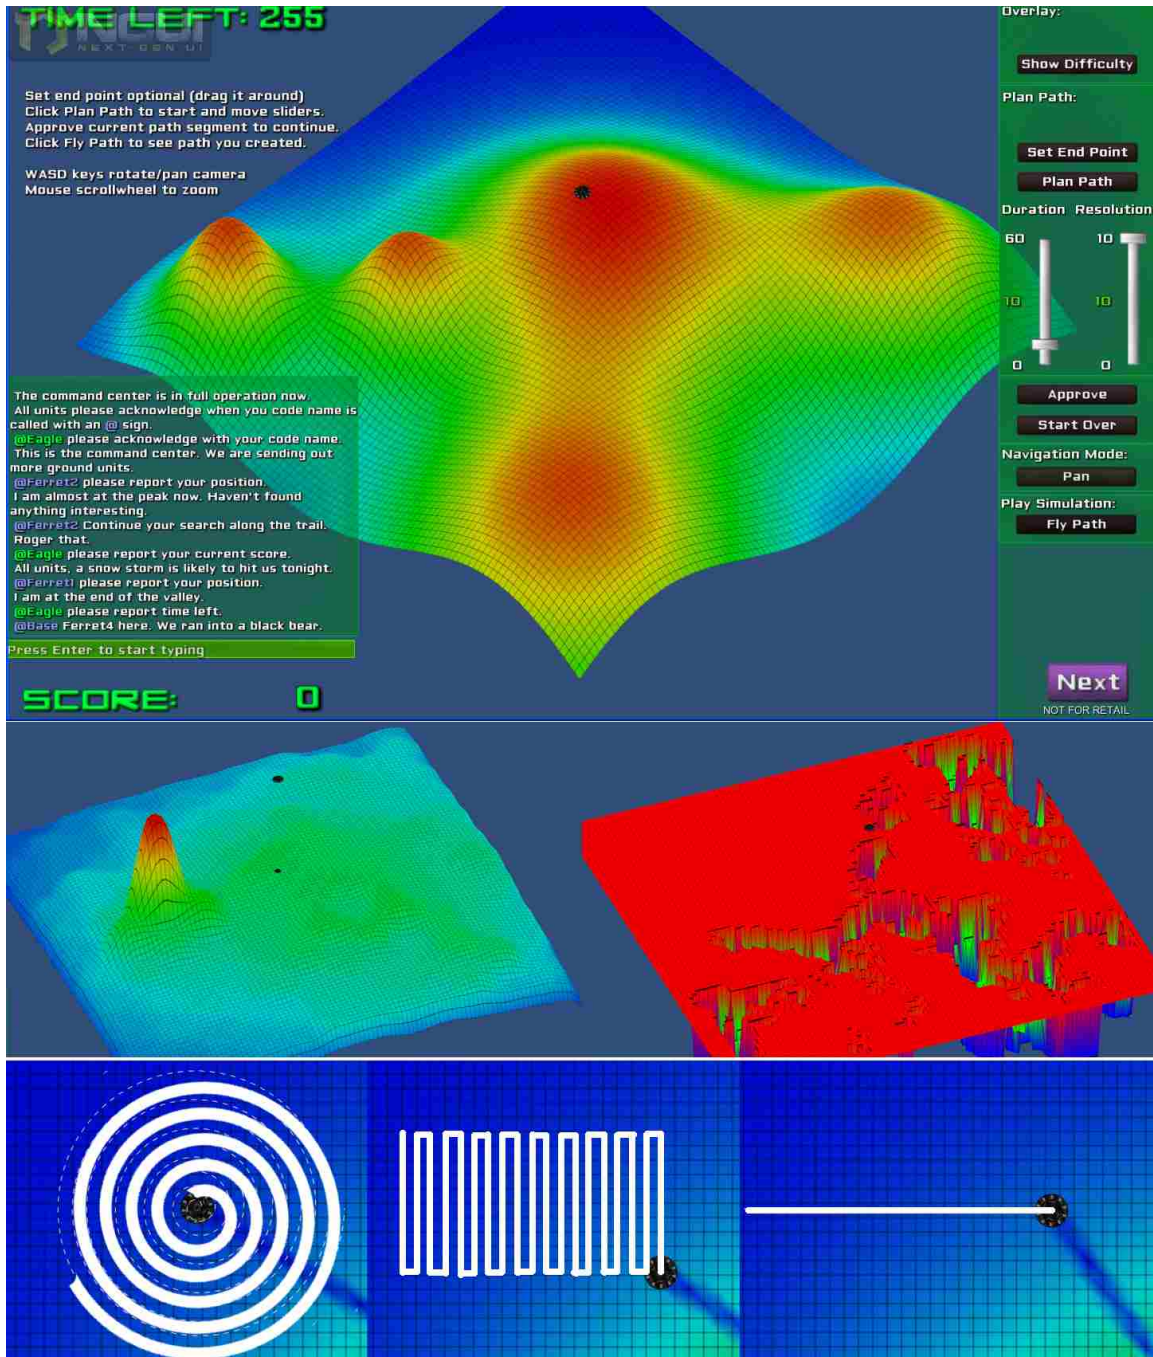 TIME LEFT: 255
NGUI
NEXT-GEN UI
Set end point optional (drag it around)
Click Plan Path to start and move sliders.
Approve current path segment to continue.
Click Fly Path to see path you created.
WASD keys rotate/pan camera
Mouse scrollwheel to zoom
The command center is in full operation now.
All units please acknowledge when you code name is
called with an @ sign.
@Eagle please acknowledge with your code name.
This is the command center. We are sending out
more ground units.
@Ferret2 please report your position.
I am almost at the peak now. Haven't found
anything interesting.
@Ferret2 Continue your search along the trail.
Roger that.
@Eagle please report your current score.
All units, a snow storm is likely to hit us tonight.
@Ferret1 please report your position.
I am at the end of the valley.
@Eagle please report time left.
@Base Ferret4 here. We ran into a black bear.
Press Enter to start typing
SCORE: 0
Overlay:
Show Difficulty
Plan Path:
Set End Point
Plan Path
Duration Resolution
60 10
10 10
0 0
Approve
Start Over
Navigation Mode:
Pan
Play Simulation:
Fly Path
Next
NOT FOR RETAIL